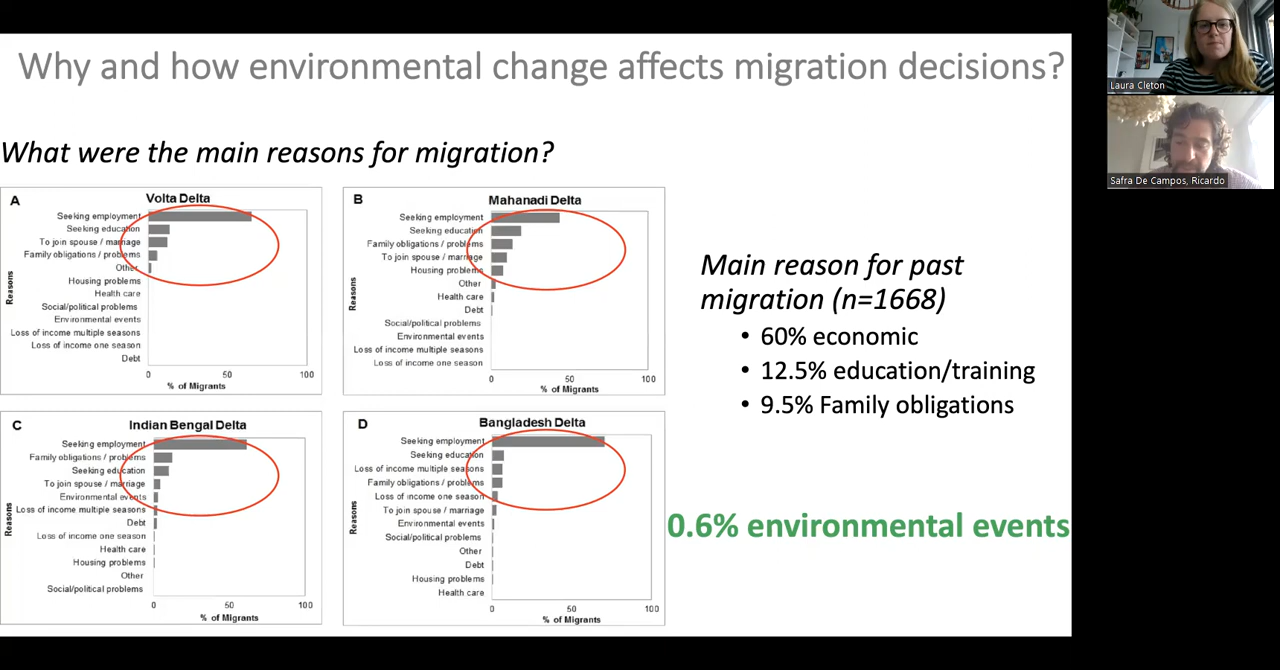 Why and how environmental change affects migration decisions?
What were the main reasons for migration?
A
Volta Delta
Reasons
Seeking employment
Seeking education
To join spouse / marriage
Family obligations / problems
Other
Housing problems
Health care
Social/political problems
Environmental events
Loss of income multiple seasons
Loss of income one season
Debt
0 50 100
% of Migrants
B
Mahanadi Delta
Reasons
Seeking employment
Seeking education
Family obligations / problems
To join spouse / marriage
Housing problems
Other
Health care
Debt
Social/political problems
Environmental events
Loss of income multiple seasons
Loss of income one season
0 50 100
% of Migrants
C
Indian Bengal Delta
Reasons
Seeking employment
Family obligations / problems
Seeking education
To join spouse / marriage
Environmental events
Loss of income multiple seasons
Debt
Loss of income one season
Health care
Housing problems
Other
Social/political problems
0 50 100
% of Migrants
D
Bangladesh Delta
Reasons
Seeking employment
Seeking education
Loss of income multiple seasons
Family obligations / problems
Loss of income one season
To join spouse / marriage
Environmental events
Social/political problems
Other
Debt
Housing problems
Health care
0 50 100
% of Migrants
Main reason for past
migration (n=1668)
• 60% economic
• 12.5% education/training
• 9.5% Family obligations
0.6% environmental events
Laura Cleton
Safra De Campos, Ricardo